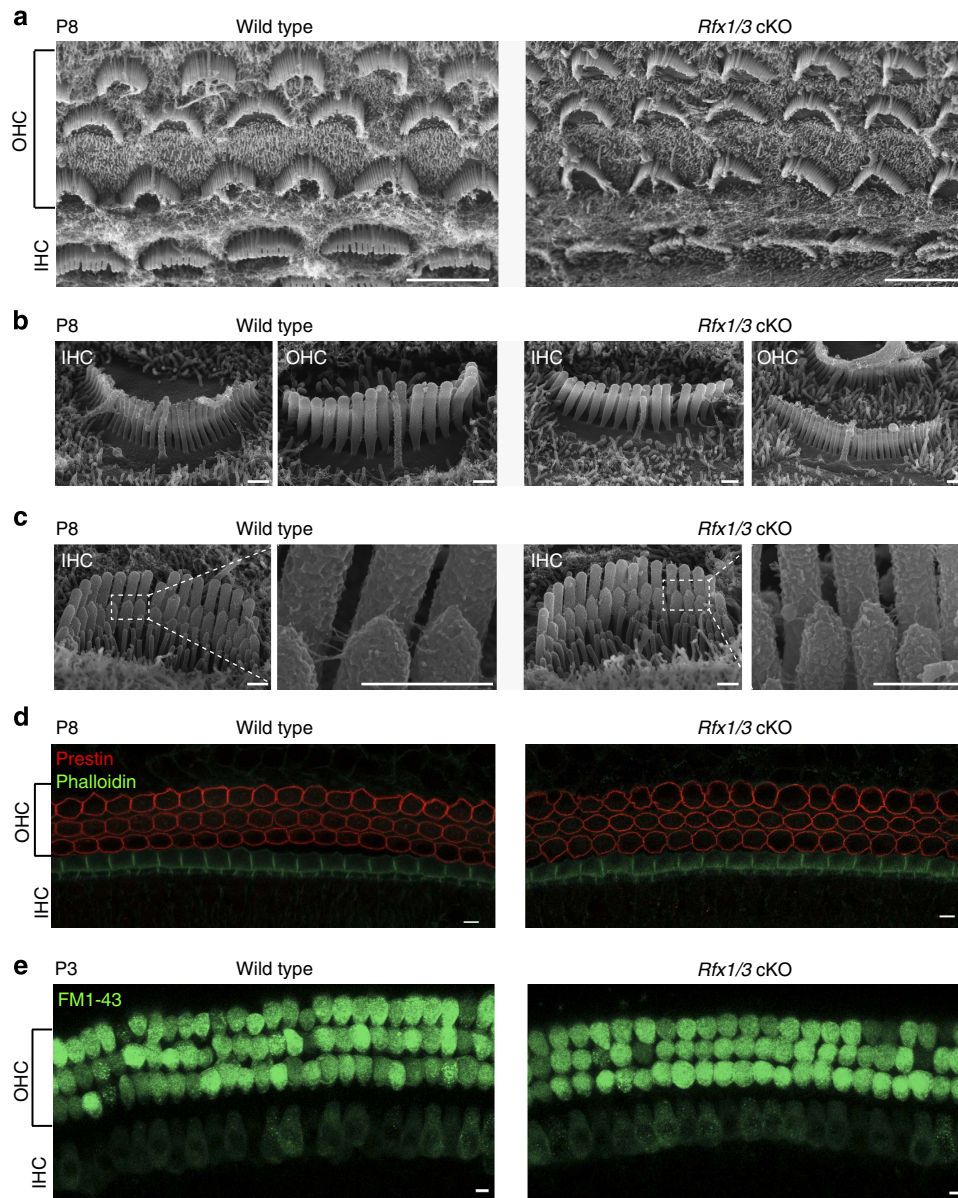 a
P8 Wild type Rfx1/3 cKO
OHC
IHC
b
P8 Wild type Rfx1/3 cKO
IHC OHC IHC OHC
c
P8 Wild type Rfx1/3 cKO
IHC IHC
d
P8 Wild type Rfx1/3 cKO
Prestin
Phalloidin
OHC
IHC
e
P3 Wild type Rfx1/3 cKO
FM1-43
OHC
IHC